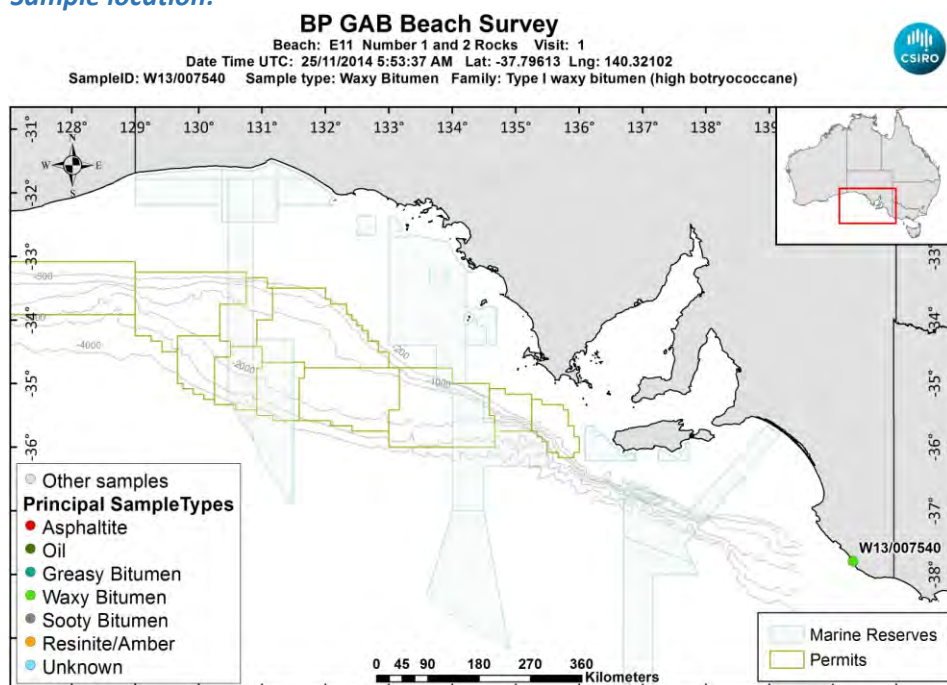 Sample location:
BP GAB Beach Survey
Beach: E11 Number 1 and 2 Rocks Visit: 1
Date Time UTC: 25/11/2014 5:53:37 AM Lat: -37.79613 Lng: 140.32102
SampleID: W13/007540 Sample type: Waxy Bitumen Family: Type I waxy bitumen (high botryococcane)
CSIRO
128° 129° 130° 131° 132° 133° 134° 135° 136° 137° 138° 139
-31°
-32°
-33°
-34°
-35°
-36°
-37°
-38°
N
W E
S
-200
-1000
-2000
-4000
-33°
-34°
-35°
-36°
-37°
-38°
W13/007540
Other samples
Principal SampleTypes
Asphaltite
Oil
Greasy Bitumen
Waxy Bitumen
Sooty Bitumen
Resinite/Amber
Unknown
0 45 90 180 270 360
Kilometers
Marine Reserves
Permits